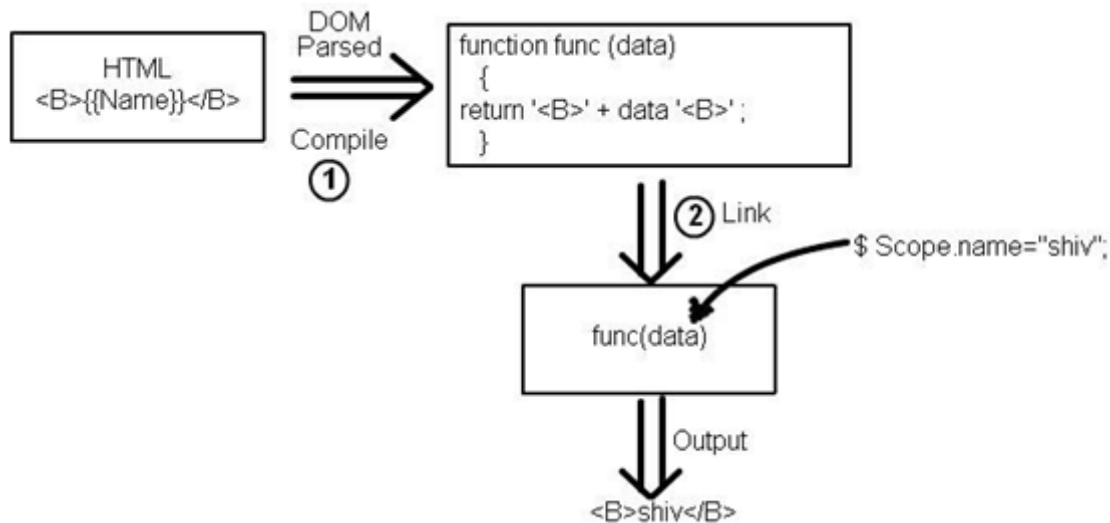 HTML
<B>{{Name}}</B>
DOM
Parsed
Compile
1
function func (data)
{
return '<B>' + data '<B>' ;
}
2 Link
$ Scope.name="shiv";
func(data)
Output
<B>shiv</B>